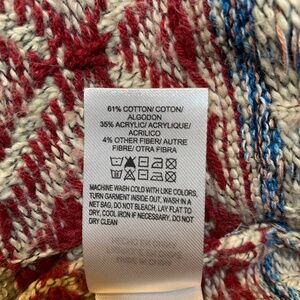 61% COTTON/ COTON/
ALGODON
35% ACRYLIC/ ACRYLIQUE/
ACRILICO
4% OTHER FIBER/ AUTRE
FIBRE/ OTRA FIBRA
MACHINE WASH COLD WITH LIKE COLORS,
TURN GARMENT INSIDE OUT, WASH IN A
NET BAG, DO NOT BLEACH, LAY FLAT TO
DRY, COOL IRON IF NECESSARY, DO NOT
DRY CLEAN